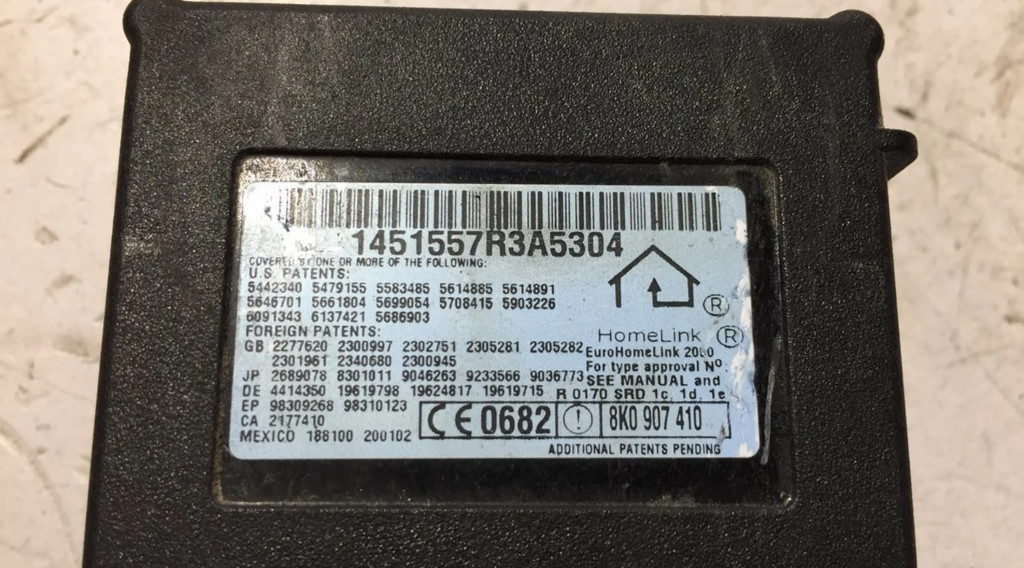 1451557R3A5304
COVERED BY ONE OR MORE OF THE FOLLOWING:
U.S. PATENTS:
5442340 5479155 5583485 5614885 5614891
5646701 5661804 5699054 5708415 5903226
6091343 6137421 5686903
FOREIGN PATENTS:
GB 2277620 2300997 2302751 2305281 2305282
2301961 2340680 2300945
JP 2689078 8301011 9046263 9233566 9036773
DE 4414350 19619798 19624817 19619715
EP 98309268 98310123
CA 2177410
MEXICO 188100 200102
®
HomeLink ®
EuroHomeLink 2000
For type approval Nº.
SEE MANUAL and
R 0170 SRD 1c, 1d, 1e
CE 0682 ! 8K0 907 410
ADDITIONAL PATENTS PENDING